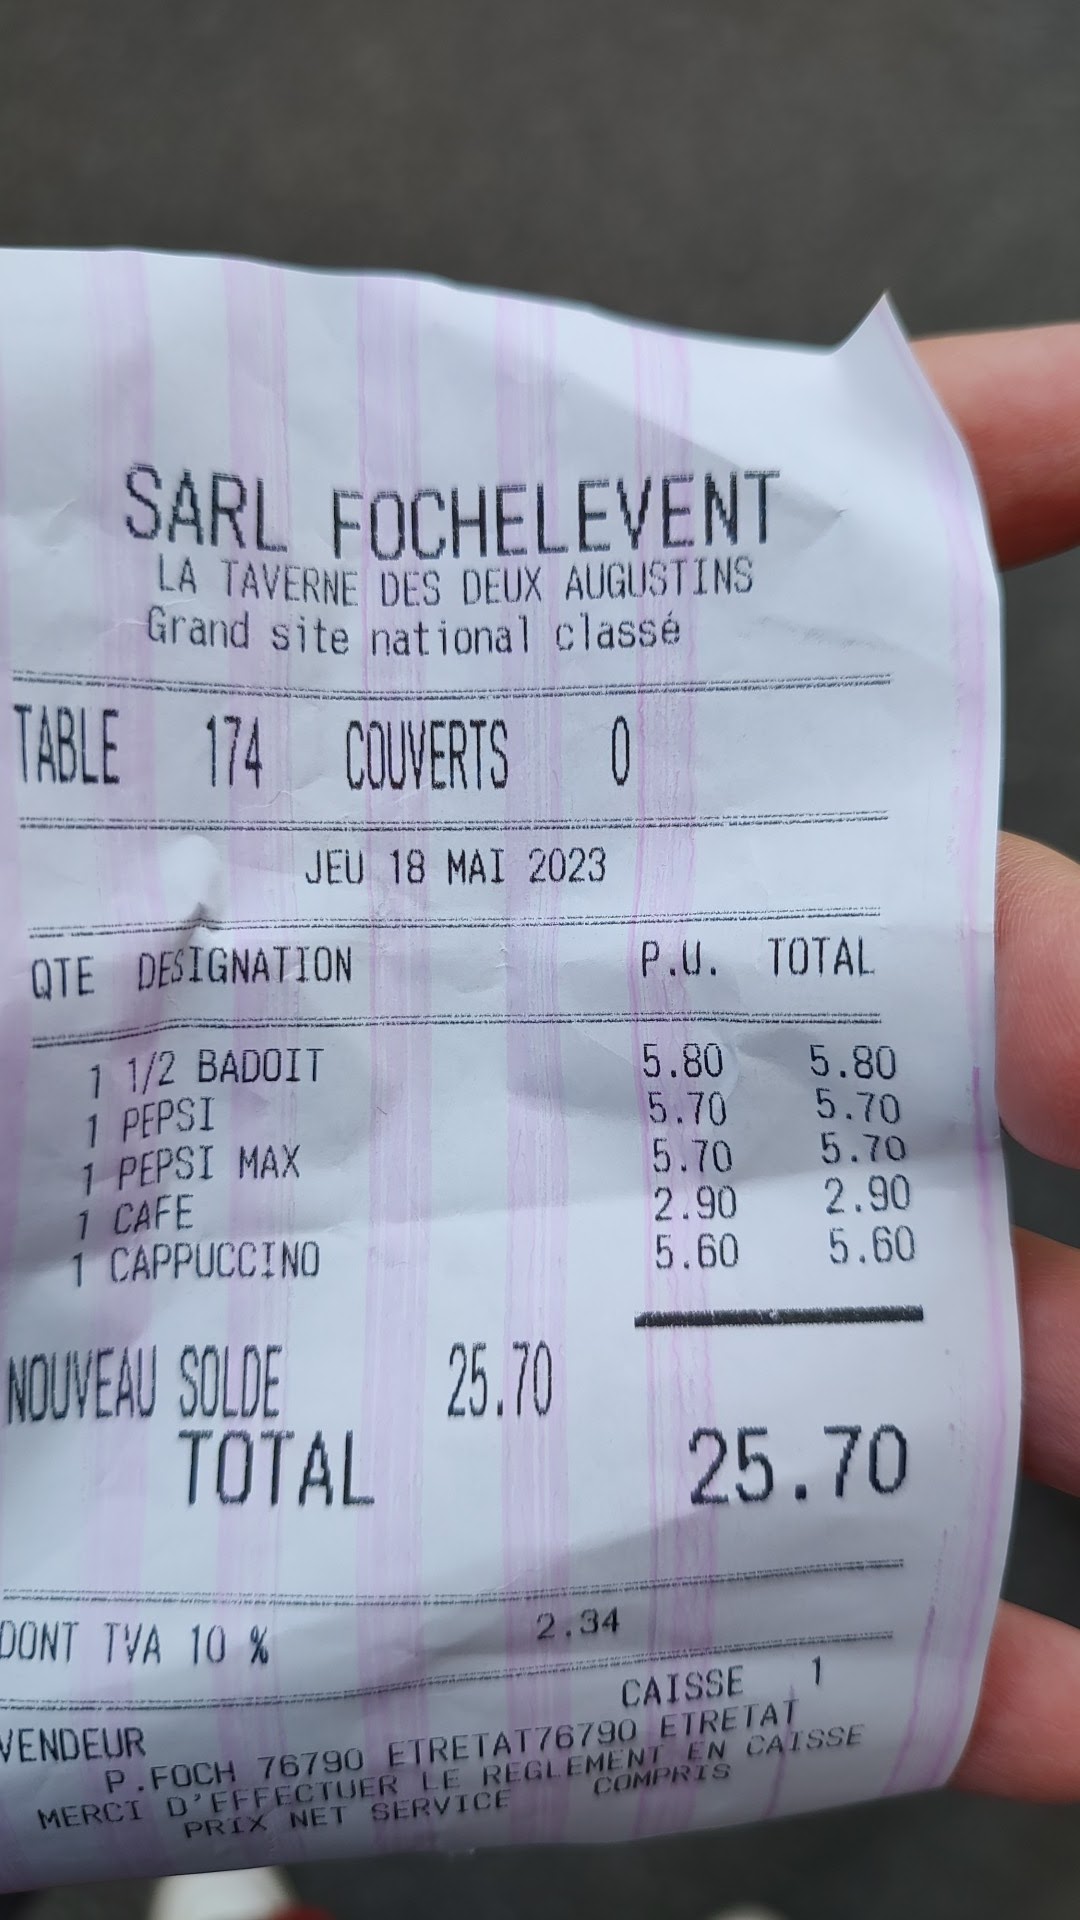 SARL FOCHELEVENT
LA TAVERNE DES DEUX AUGUSTINS
Grand site national classé
TABLE 174 COUVERTS 0
JEU 18 MAI 2023
QTE DESIGNATION P.U. TOTAL
1 1/2 BADOIT 5.80 5.80
1 PEPSI 5.70 5.70
1 PEPSI MAX 5.70 5.70
1 CAFE 2.90 2.90
1 CAPPUCCINO 5.60 5.60
NOUVEAU SOLDE 25.70
TOTAL 25.70
DONT TVA 10 % 2.34
VENDEUR CAISSE 1
P.FOCH 76790 ETRETAT76790 ETRETAT
MERCI D'EFFECTUER LE REGLEMENT EN CAISSE
PRIX NET SERVICE COMPRIS